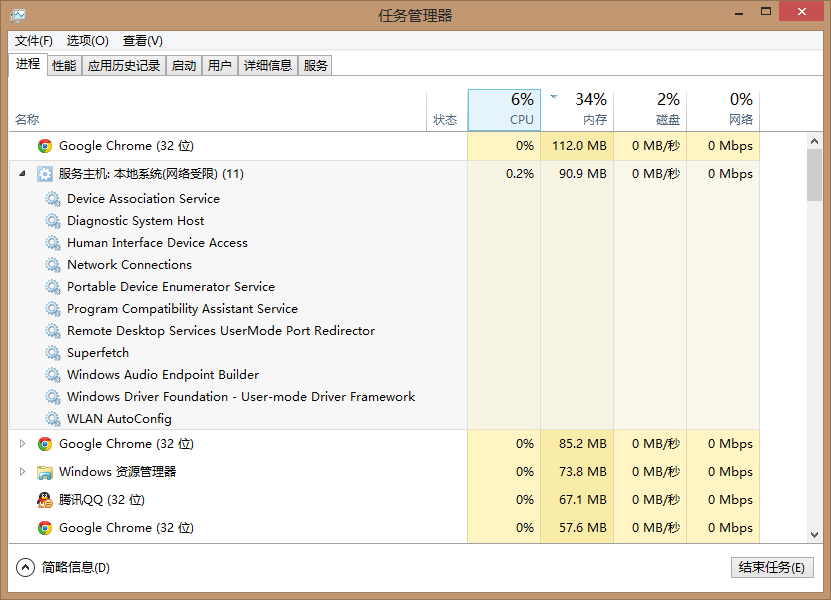 任务管理器
文件(F) 选项(O) 查看(V)
进程 性能 应用历史记录 启动 用户 详细信息 服务
6% 34% 2% 0%
名称 状态 CPU 内存 磁盘 网络
Google Chrome (32 位) 0% 112.0 MB 0 MB/秒 0 Mbps
服务主机: 本地系统(网络受限) (11) 0.2% 90.9 MB 0 MB/秒 0 Mbps
Device Association Service
Diagnostic System Host
Human Interface Device Access
Network Connections
Portable Device Enumerator Service
Program Compatibility Assistant Service
Remote Desktop Services UserMode Port Redirector
Superfetch
Windows Audio Endpoint Builder
Windows Driver Foundation - User-mode Driver Framework
WLAN AutoConfig
Google Chrome (32 位) 0% 85.2 MB 0 MB/秒 0 Mbps
Windows 资源管理器 0% 73.8 MB 0 MB/秒 0 Mbps
腾讯QQ (32 位) 0% 67.1 MB 0 MB/秒 0 Mbps
Google Chrome (32 位) 0% 57.6 MB 0 MB/秒 0 Mbps
简略信息(D) 结束任务(E)